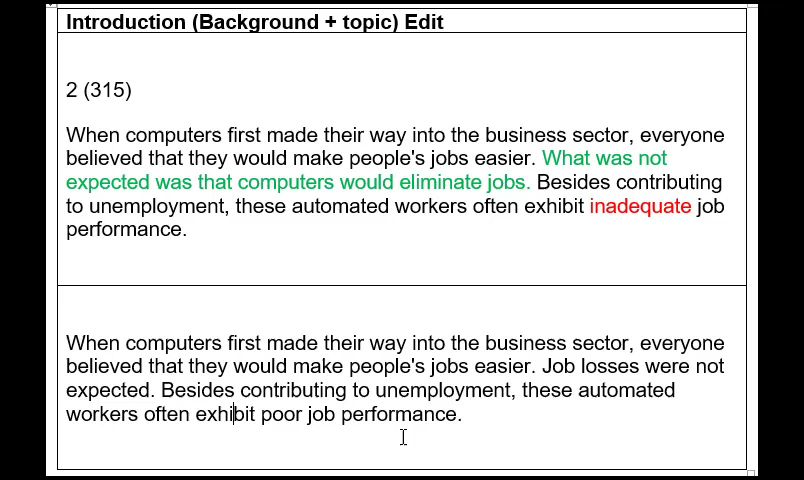 Introduction (Background + topic) Edit
2 (315)
When computers first made their way into the business sector, everyone
believed that they would make people's jobs easier. What was not
expected was that computers would eliminate jobs. Besides contributing
to unemployment, these automated workers often exhibit inadequate job
performance.
When computers first made their way into the business sector, everyone
believed that they would make people's jobs easier. Job losses were not
expected. Besides contributing to unemployment, these automated
workers often exhibit poor job performance.